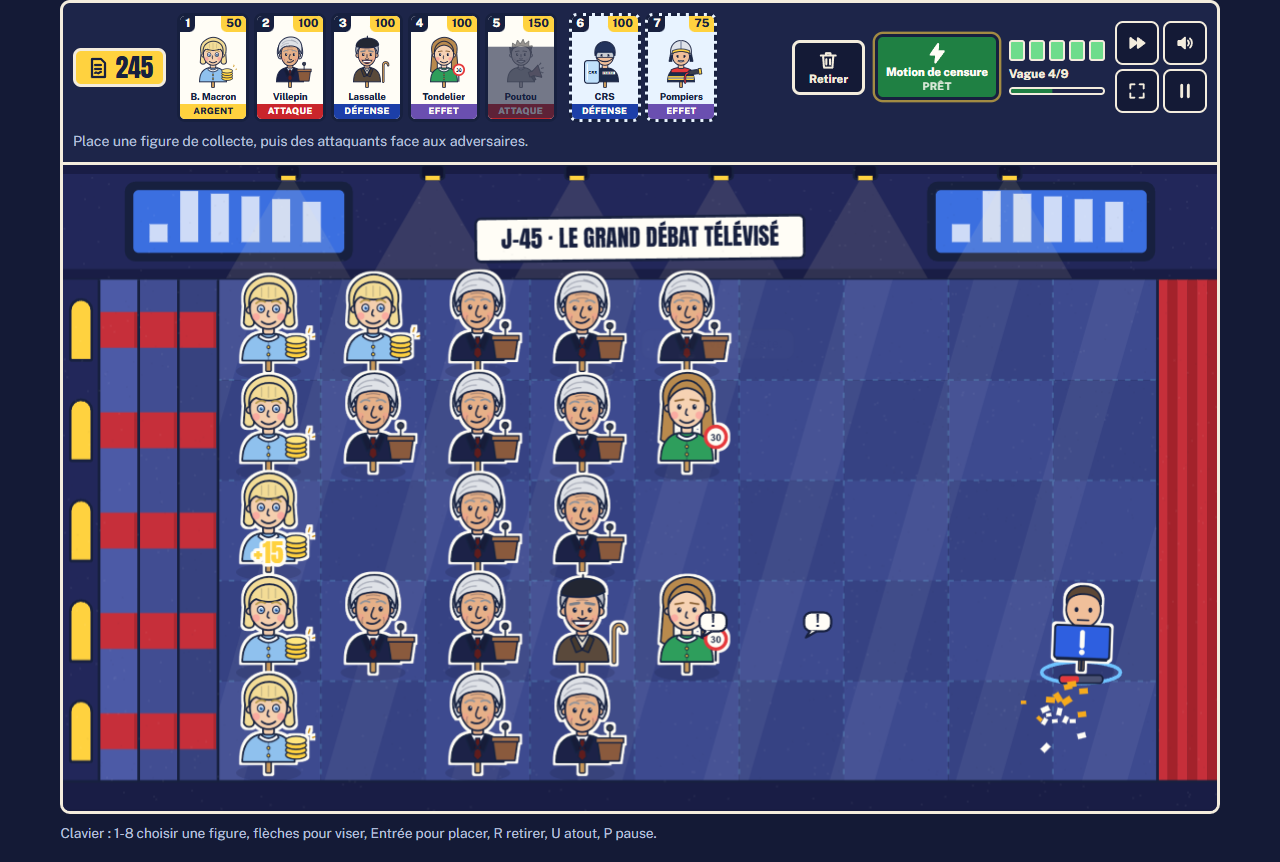 245
1 50
B. Macron
ARGENT
2 100
Villepin
ATTAQUE
3 100
Lassalle
DÉFENSE
4 100
30
Tondelier
EFFET
5 150
Poutou
ATTAQUE
6 100
CRS
CRS
DÉFENSE
7 75
Pompiers
EFFET
Retirer
Motion de censure
PRÊT
Vague 4/9
Place une figure de collecte, puis des attaquants face aux adversaires.
J-45 · LE GRAND DÉBAT TÉLÉVISÉ
30
+15
!
!
30
!
Clavier : 1-8 choisir une figure, flèches pour viser, Entrée pour placer, R retirer, U atout, P pause.